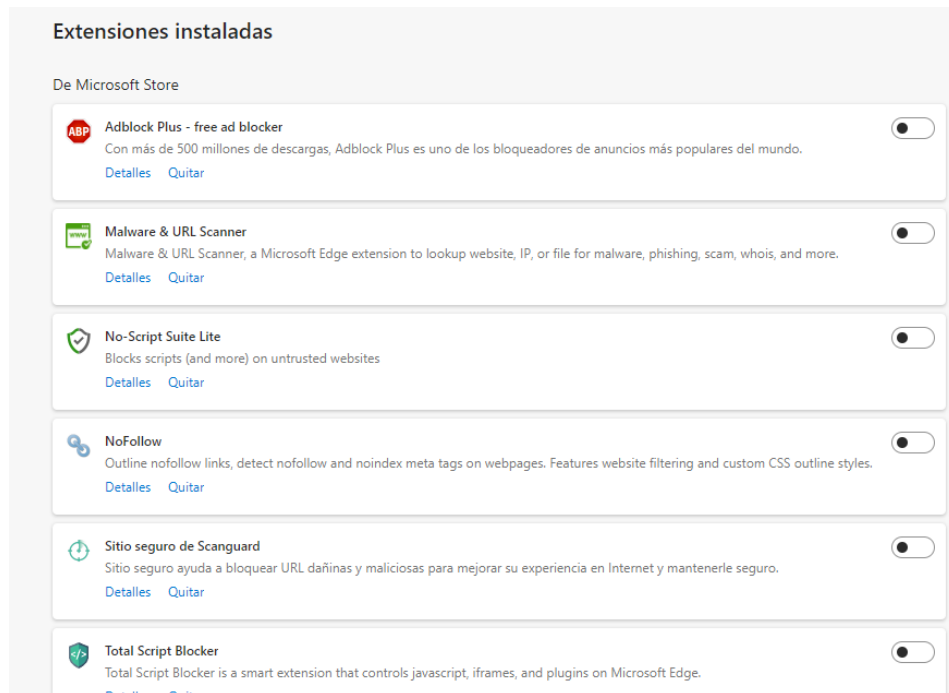 Extensiones instaladas
De Microsoft Store
ABP
Adblock Plus - free ad blocker
Con más de 500 millones de descargas, Adblock Plus es uno de los bloqueadores de anuncios más populares del mundo.
Detalles Quitar
www
Malware & URL Scanner
Malware & URL Scanner, a Microsoft Edge extension to lookup website, IP, or file for malware, phishing, scam, whois, and more.
Detalles Quitar
No-Script Suite Lite
Blocks scripts (and more) on untrusted websites
Detalles Quitar
NoFollow
Outline nofollow links, detect nofollow and noindex meta tags on webpages. Features website filtering and custom CSS outline styles.
Detalles Quitar
Sitio seguro de Scanguard
Sitio seguro ayuda a bloquear URL dañinas y maliciosas para mejorar su experiencia en Internet y mantenerle seguro.
Detalles Quitar
</>
Total Script Blocker
Total Script Blocker is a smart extension that controls javascript, iframes, and plugins on Microsoft Edge.
Detalles Quitar